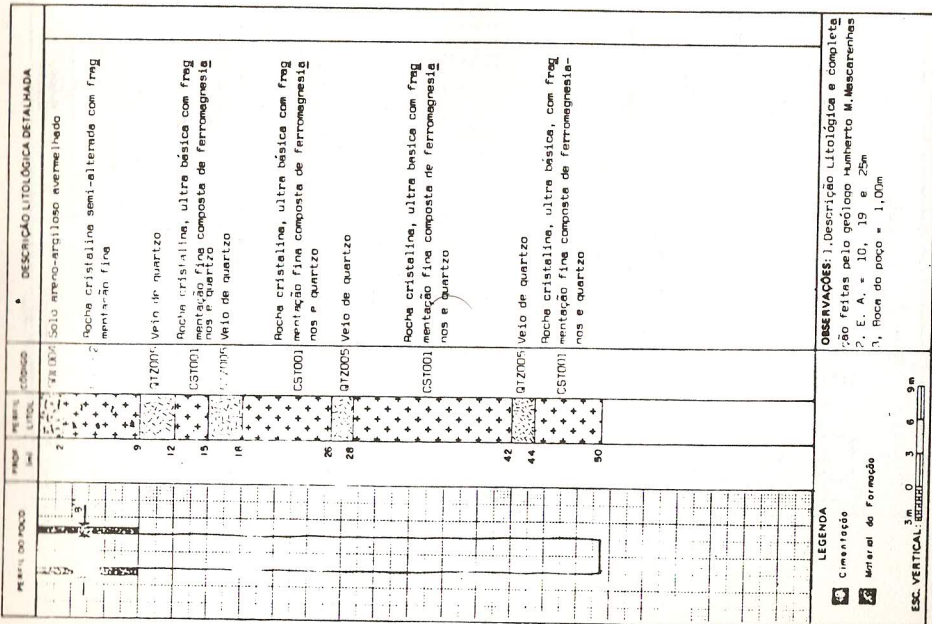 PERFIL DO POÇO
PROF (m)
PERFIL LITOL
CÓDIGO
DESCRIÇÃO LITOLÓGICA DETALHADA
2
9
12
15
18
26
28
42
44
50
Solo areno-argiloso avermelhado
Rocha cristalina semi-alterada com frag
mentação fina
QTZ005 Veio de quartzo
Rocha cristalina, ultra básica com frag
CST001 mentação fina composta de ferromagnesia
nos e quartzo
Veio de quartzo
Rocha cristalina, ultra básica com frag
CST001 mentação fina composta de ferromagnesia
nos e quartzo
QTZ005 Veio de quartzo
Rocha cristalina, ultra basica com frag
CST001 mentação fina composta de ferromagnesia
nos e quartzo
QTZ005 Veio de quartzo
Rocha cristalina, ultra básica, com frag
CST001 mentação fina composta de ferromagnesia-
nos e quartzo
LEGENDA
Cimentação
Material da Formação
ESC. VERTICAL: 3m 0 3 6 9m
OBSERVAÇÕES: 1. Descrição Litológica e completa
ção feitas pelo geólogo Humberto M. Mascarenhas
2. E. A. = 10, 19 e 25m
3, Boca do poço = 1,00m